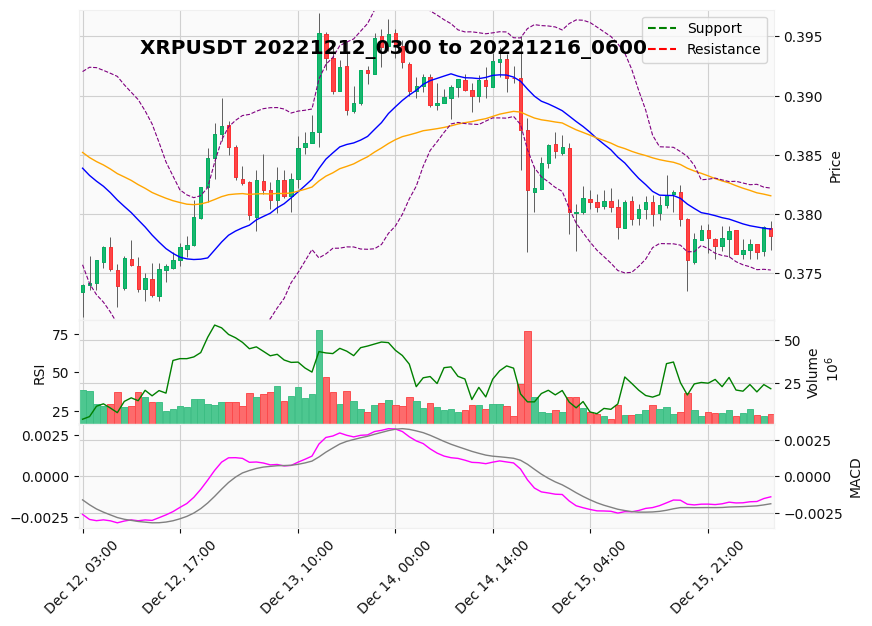 XRPUSDT 20221212_0300 to 20221216_0600
Support
Resistance
0.395
0.390
0.385
0.380
0.375
Price
75
50
25
RSI
50
25
Volume
10^6
0.0025
0.0000
−0.0025
0.0025
0.0000
−0.0025
MACD
Dec 12, 03:00
Dec 12, 17:00
Dec 13, 10:00
Dec 14, 00:00
Dec 14, 14:00
Dec 15, 04:00
Dec 15, 21:00